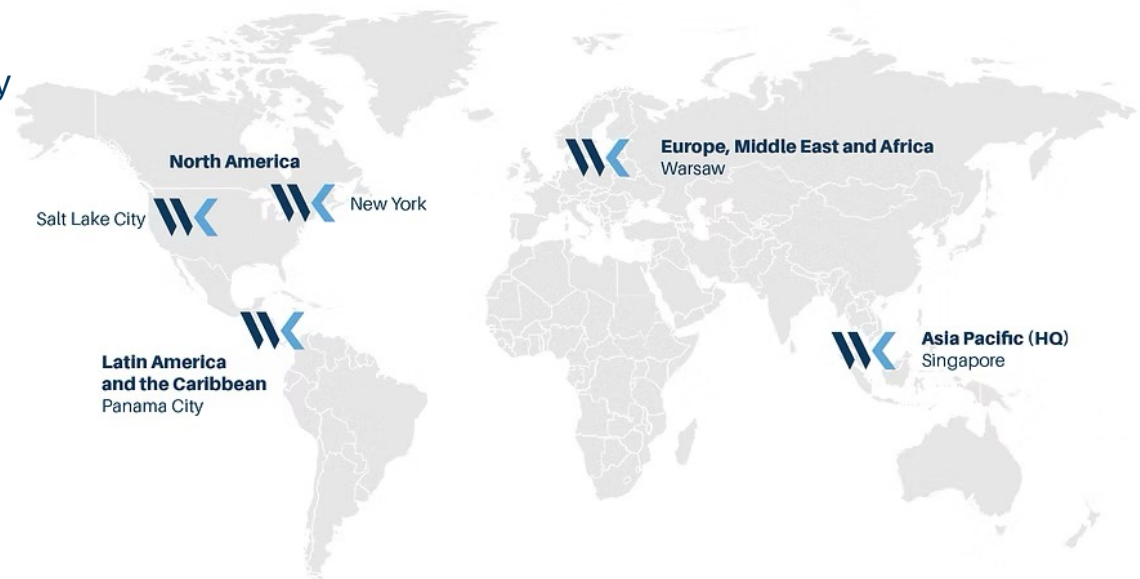 y
North America
Salt Lake City
New York
Europe, Middle East and Africa
Warsaw
Latin America
and the Caribbean
Panama City
Asia Pacific (HQ)
Singapore